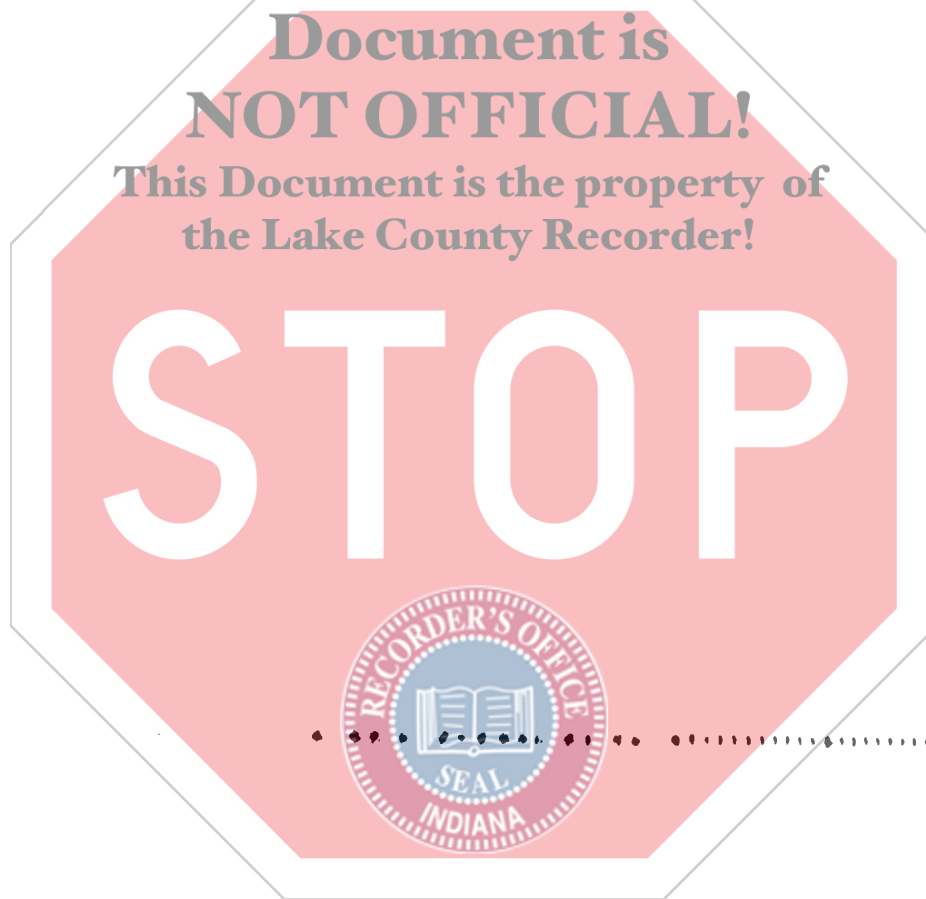 Document is
NOT OFFICIAL!
This Document is the property of
the Lake County Recorder!
STOP
RECORDER'S OFFICE
SEAL
INDIANA